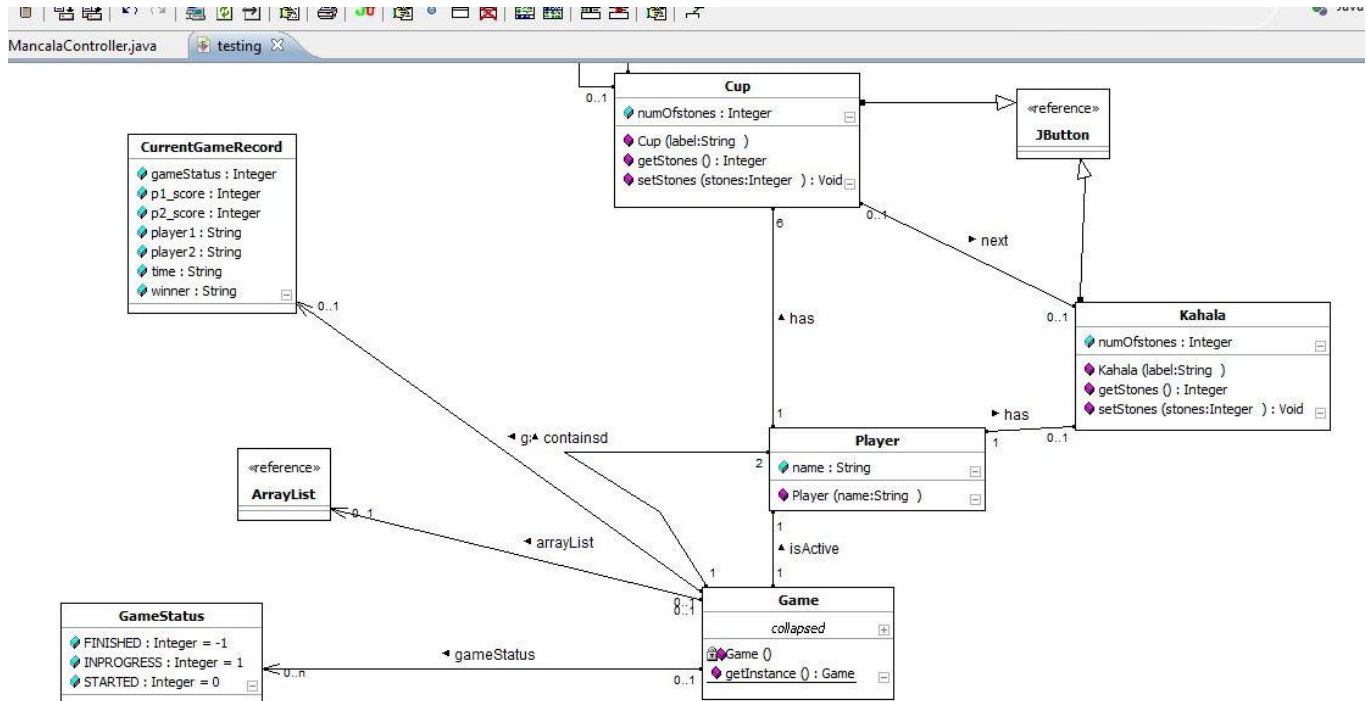 MancalaController.java
testing
Cup
numOfstones : Integer
Cup (label:String )
getStones () : Integer
setStones (stones:Integer ) : Void
0..1
«reference»
JButton
CurrentGameRecord
gameStatus : Integer
p1_score : Integer
p2_score : Integer
player1 : String
player2 : String
time : String
winner : String
0..1
6
0..1
next
has
0..1
Kahala
numOfstones : Integer
Kahala (label:String )
getStones () : Integer
setStones (stones:Integer ) : Void
1
has
1
0..1
containsd
2
Player
name : String
Player (name:String )
«reference»
ArrayList
0..1
arrayList
1
isActive
1
1
0..1
0..1
Game
collapsed
Game ()
getInstance () : Game
GameStatus
FINISHED : Integer = -1
INPROGRESS : Integer = 1
STARTED : Integer = 0
0..n
gameStatus
0..1